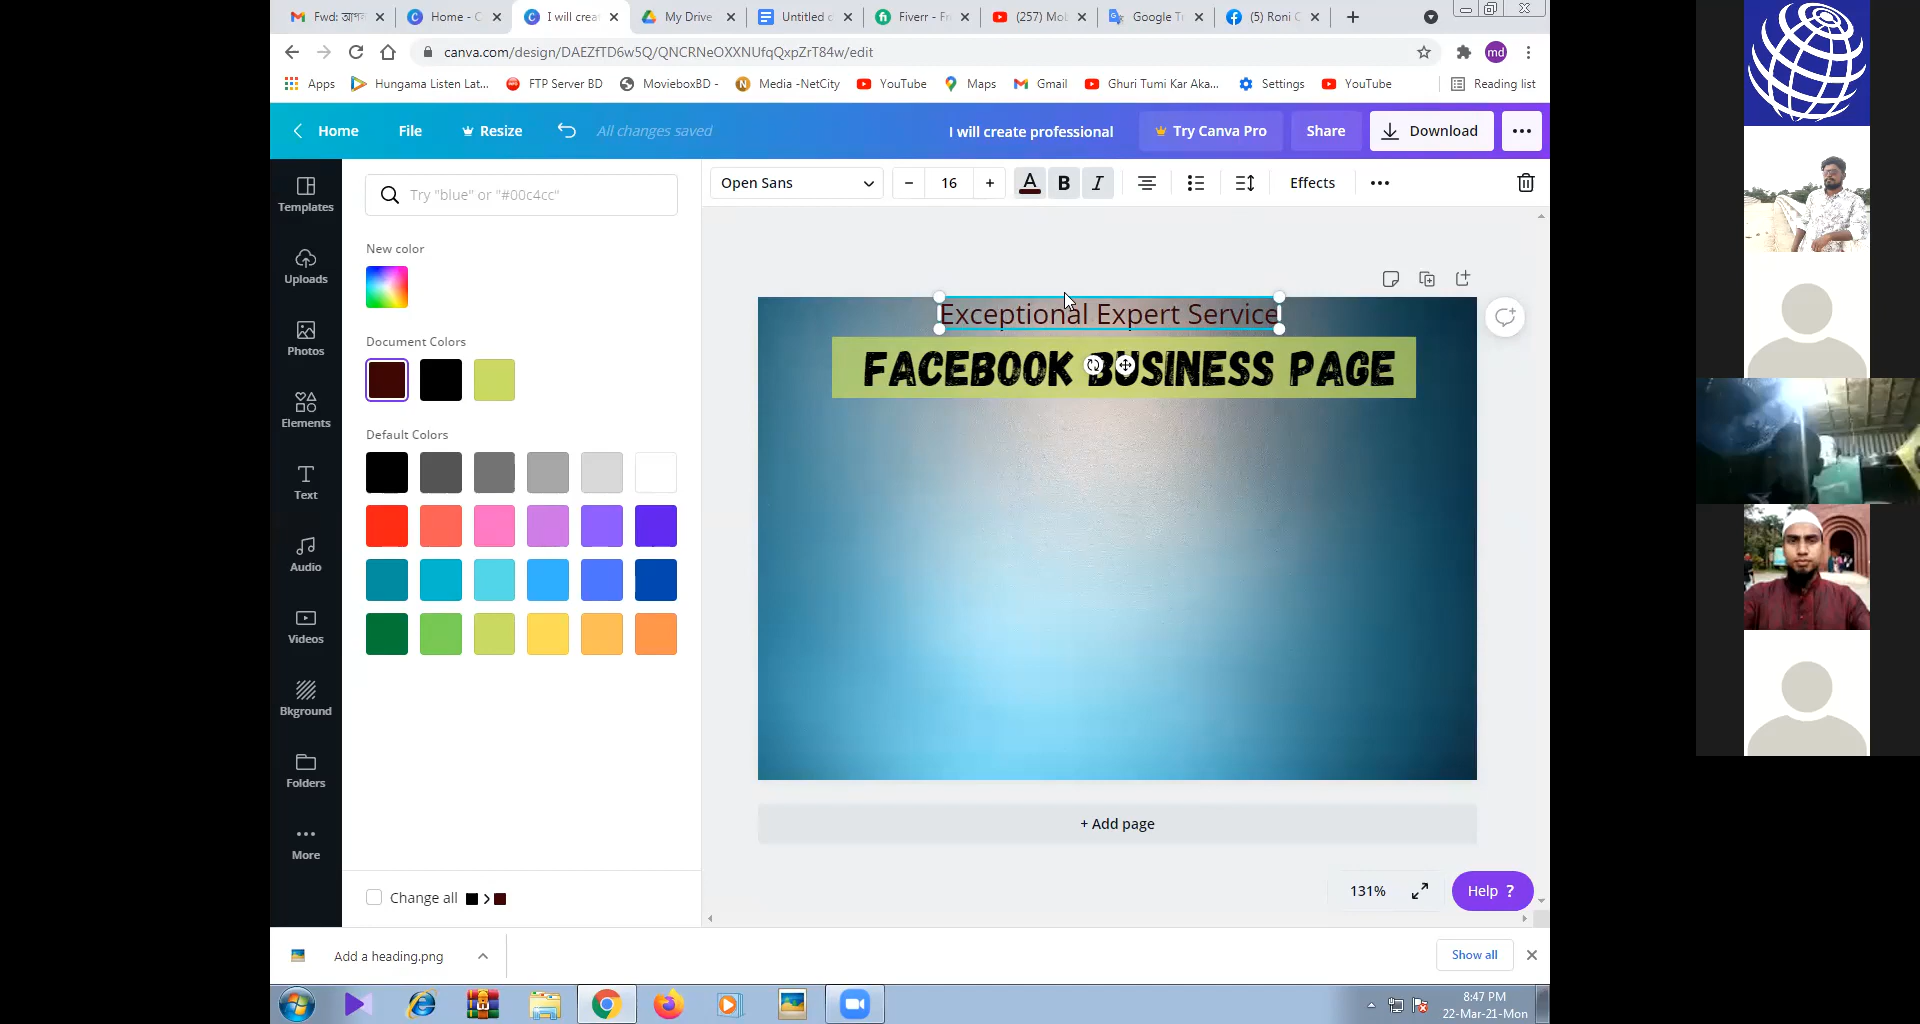 Fwd: আপন
Home - C
I will crea
My Drive
Untitled d
Fiverr - Fr
(257) Mol
Google T
(5) Roni C
canva.com/design/DAEZfTD6w5Q/QNCRNeOXXNUfqQxpZrT84w/edit
md
Apps
Hungama Listen Lat...
FTP Server BD
MovieboxBD -
Media -NetCity
YouTube
Maps
Gmail
Ghuri Tumi Kar Aka...
Settings
YouTube
Reading list
Home
File
Resize
All changes saved
I will create professional
Try Canva Pro
Share
Download
Templates
Uploads
Photos
Elements
Text
Audio
Videos
Bkground
Folders
More
Try "blue" or "#00c4cc"
New color
Document Colors
Default Colors
Change all
Open Sans
16
A
B
I
Effects
Exceptional Expert Service
FACEBOOK BUSINESS PAGE
+ Add page
131%
Help ?
Add a heading.png
Show all
8:47 PM
22-Mar-21-Mon